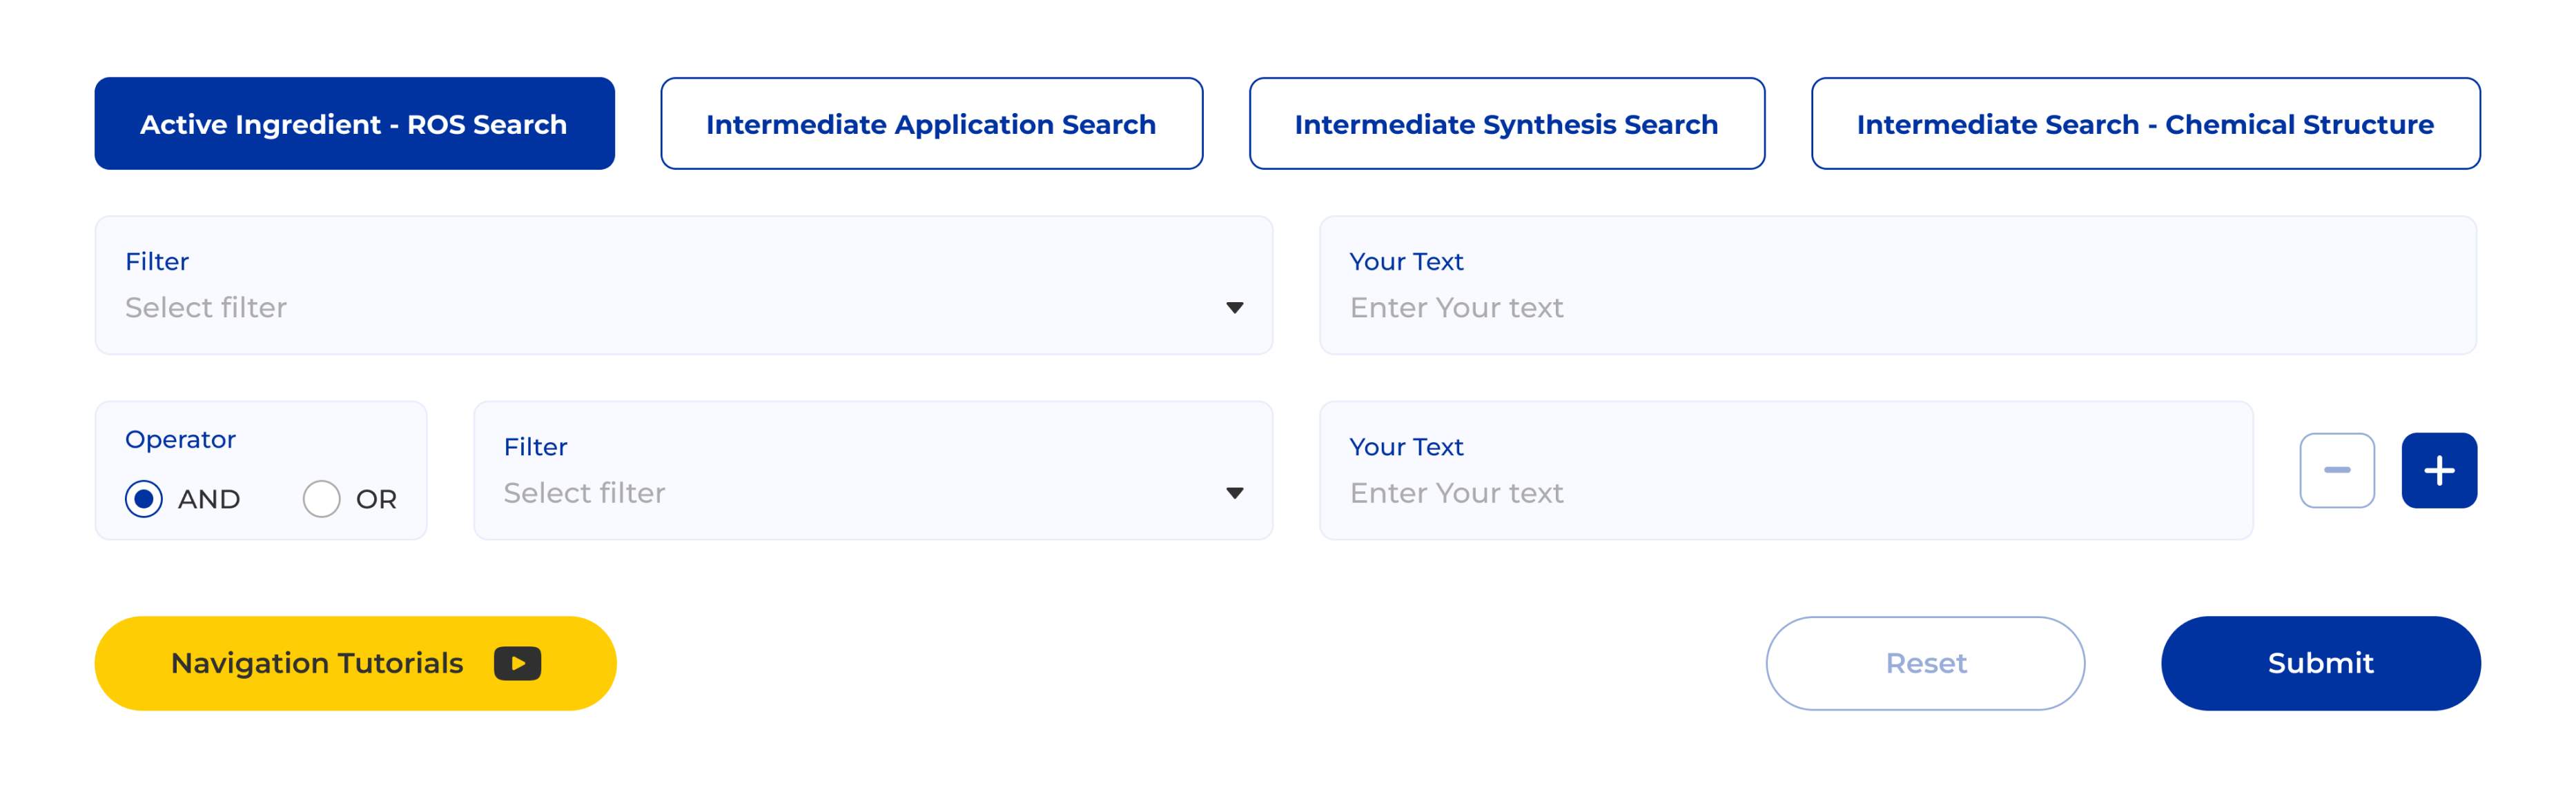 Active Ingredient - ROS Search
Intermediate Application Search
Intermediate Synthesis Search
Intermediate Search - Chemical Structure
Filter
Select filter
Your Text
Enter Your text
Operator
AND
OR
Filter
Select filter
Your Text
Enter Your text
Navigation Tutorials
Reset
Submit